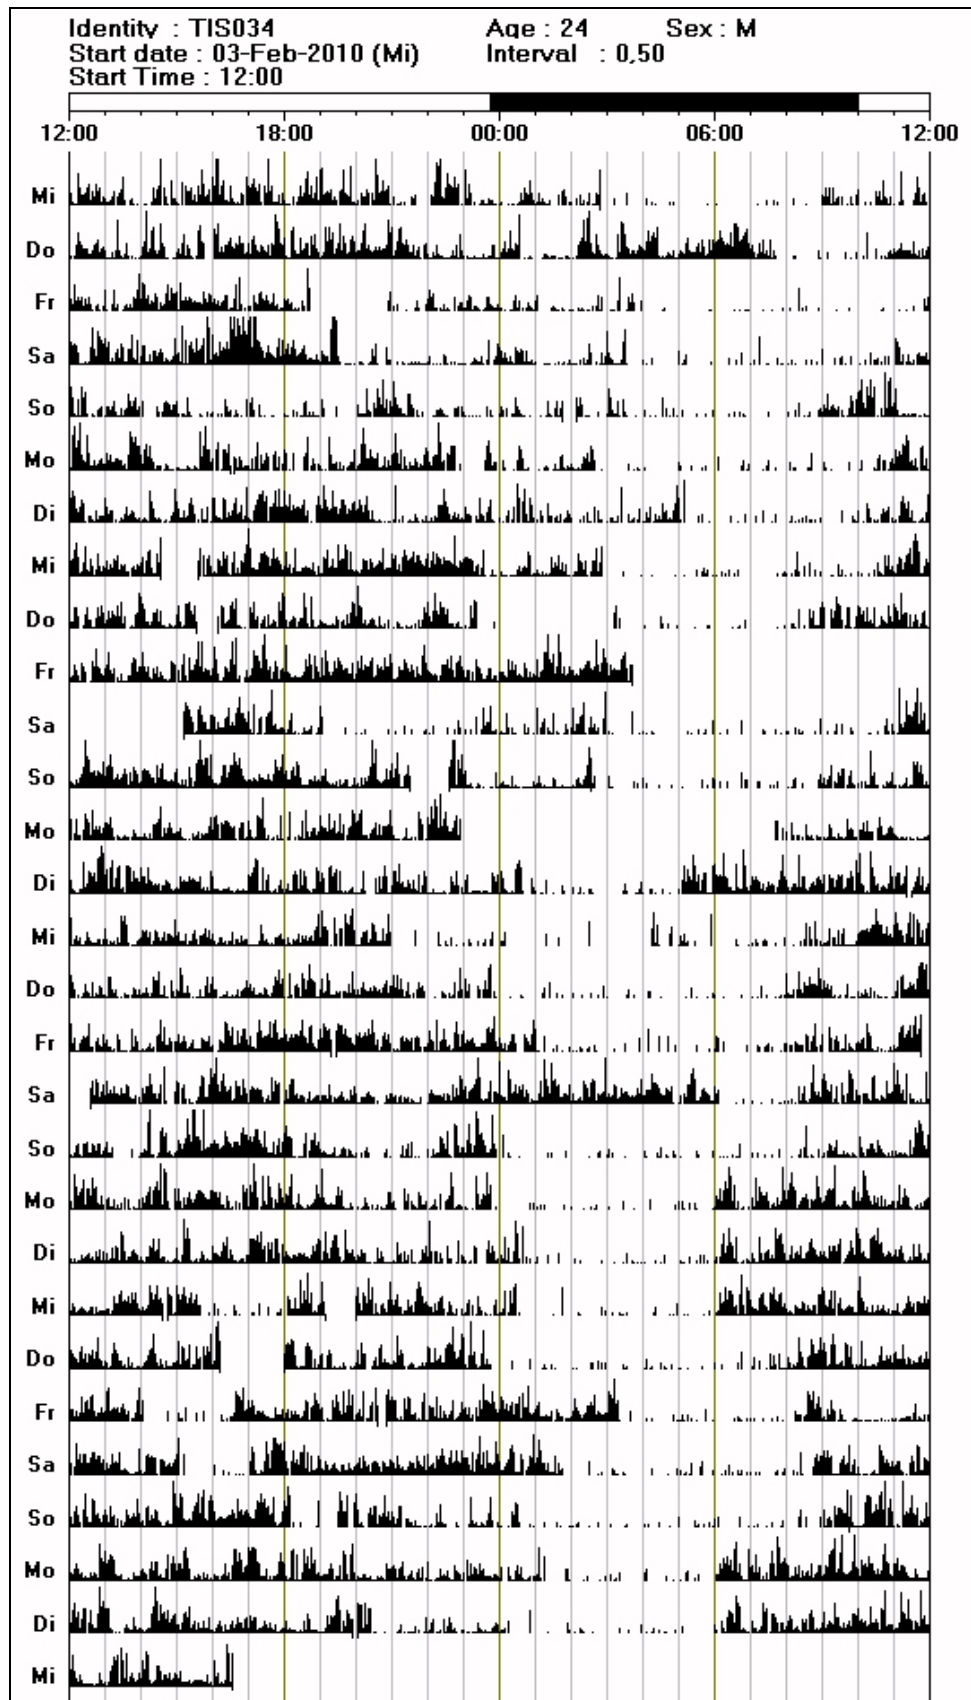 Identity : TIS034 Age : 24 Sex : M
Start date : 03-Feb-2010 (Mi) Interval : 0,50
Start Time : 12:00
12:00 18:00 00:00 06:00 12:00
Mi
Do
Fr
Sa
So
Mo
Di
Mi
Do
Fr
Sa
So
Mo
Di
Mi
Do
Fr
Sa
So
Mo
Di
Mi
Do
Fr
Sa
So
Mo
Di
Mi